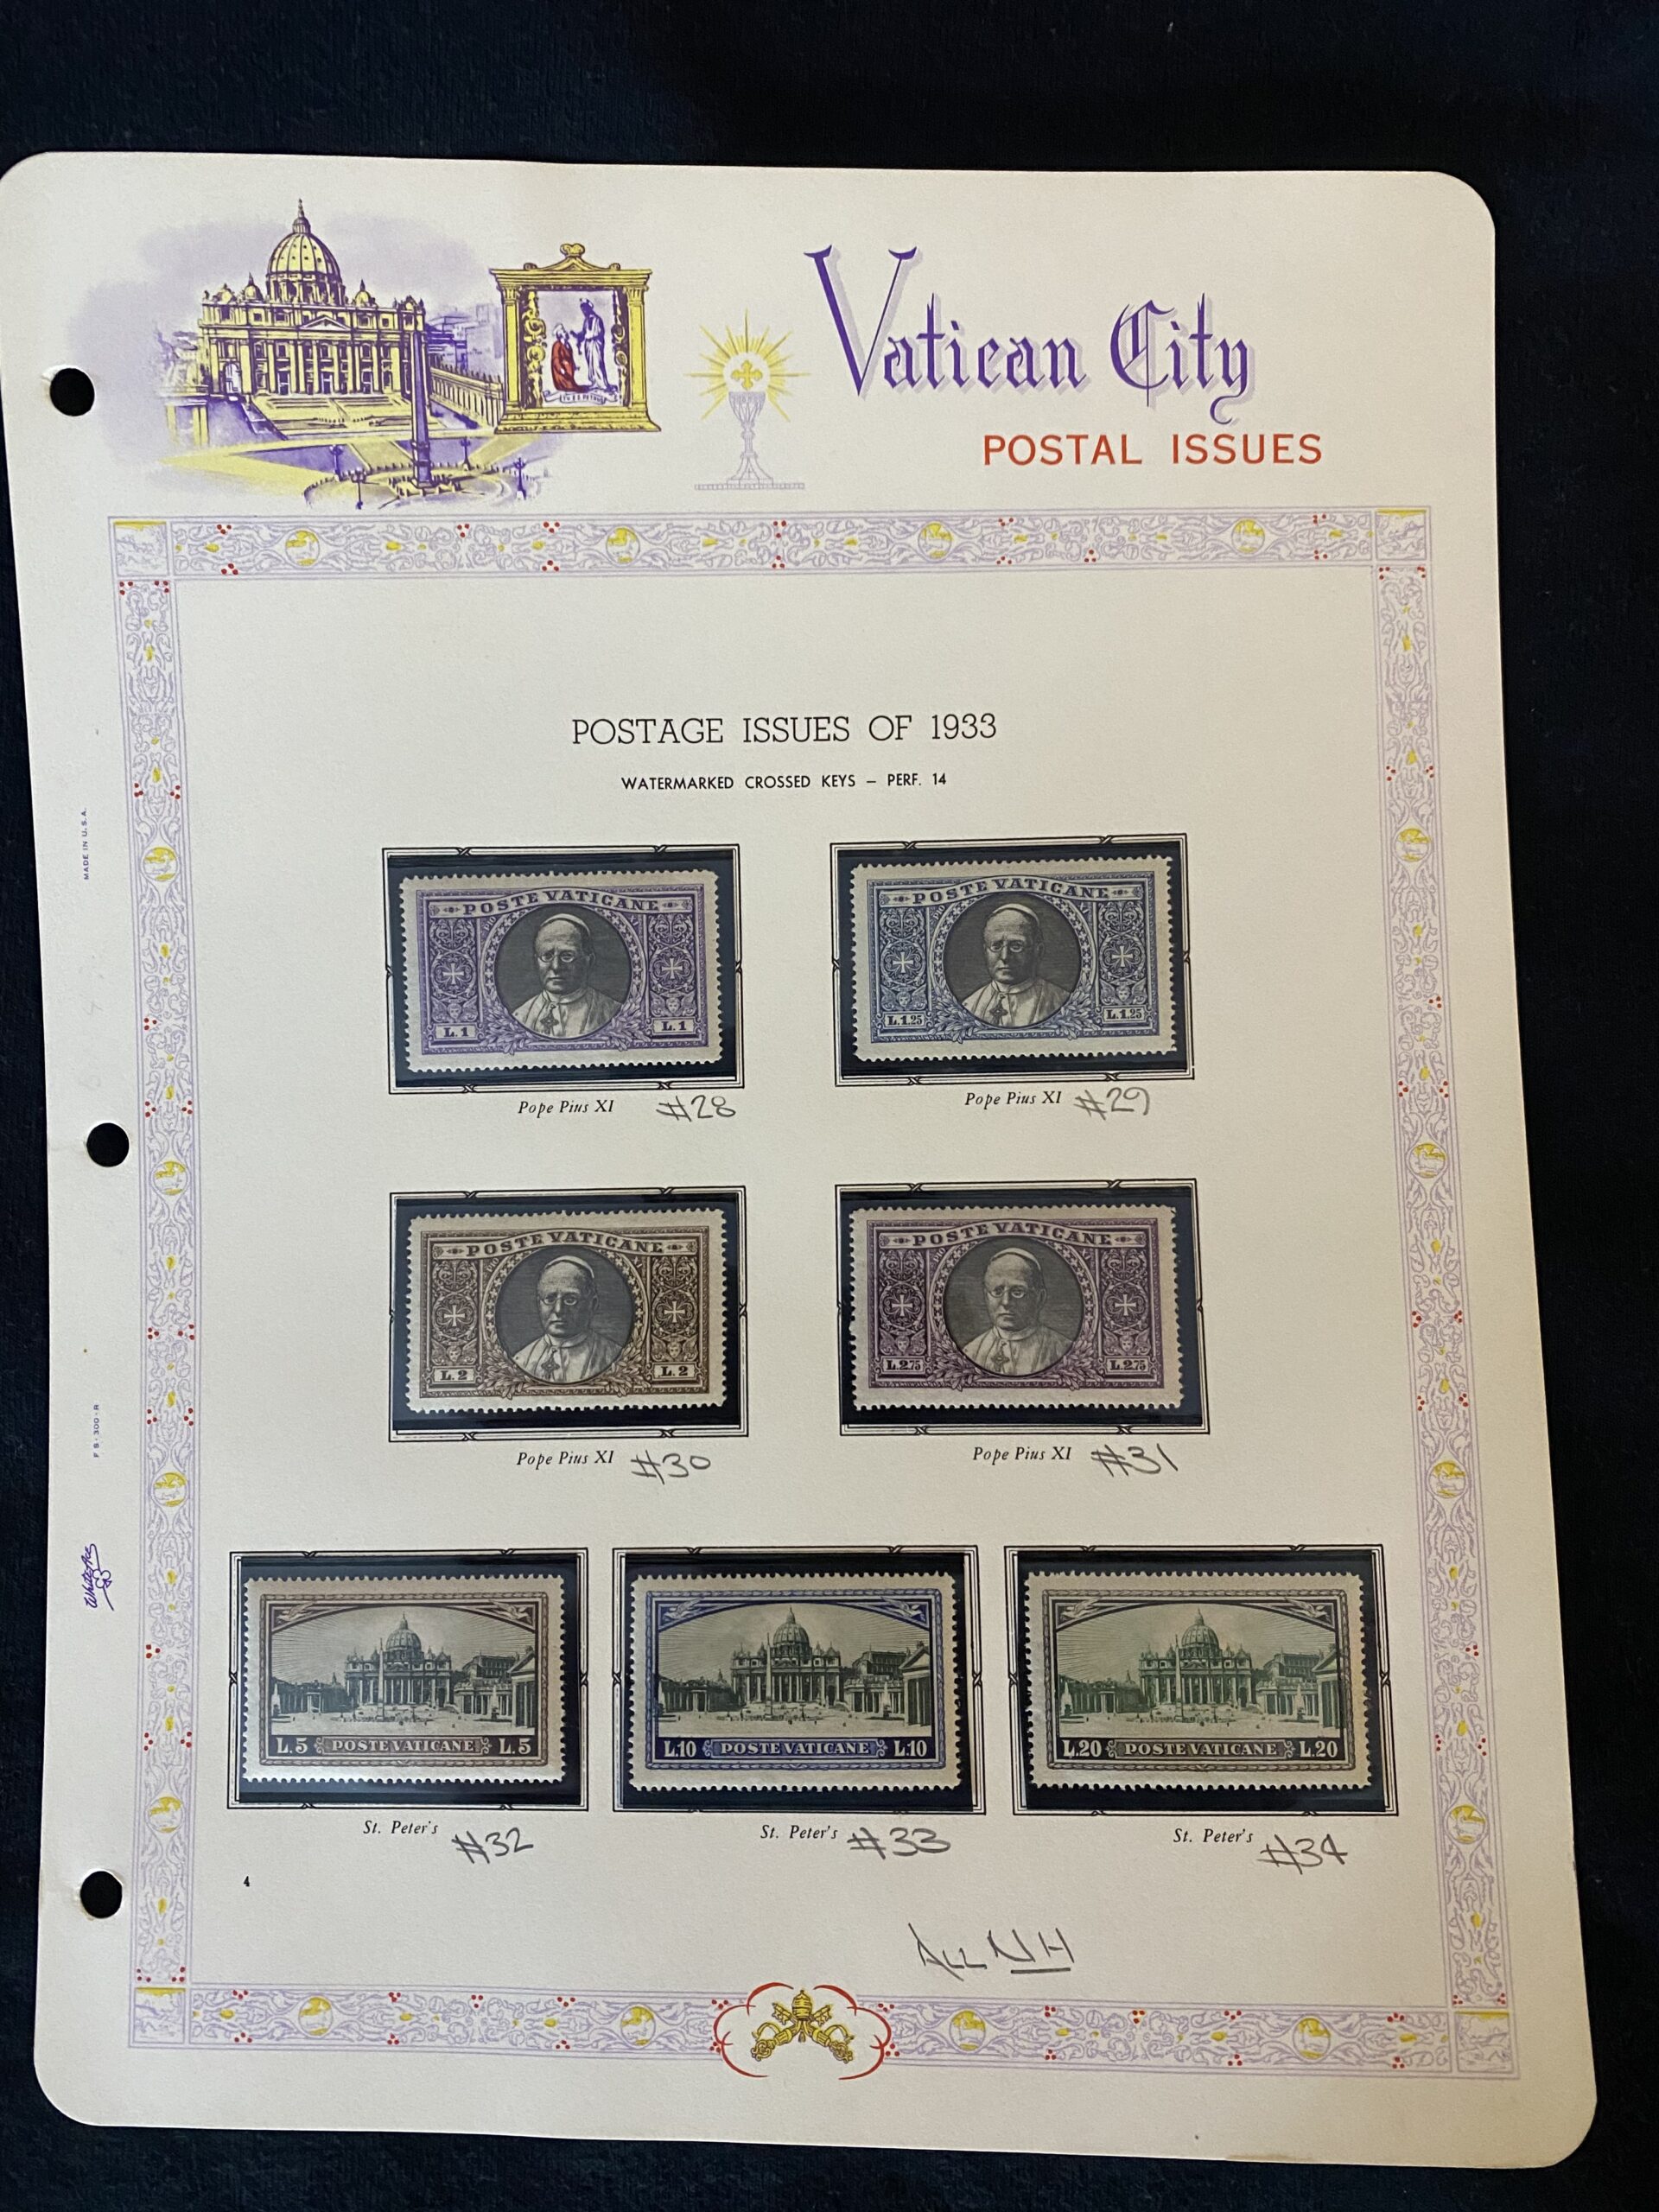 Vatican City
POSTAL ISSUES
POSTAGE ISSUES OF 1933
WATERMARKED CROSSED KEYS – PERF. 14
POSTE VATICANE
L.1 L.1
POSTE VATICANE
L.1.25 L.1.25
Pope Pius XI #28
Pope Pius XI #29
POSTE VATICANE
L.2 L.2
POSTE VATICANE
L.2.75 L.2.75
Pope Pius XI #30
Pope Pius XI #31
L.5 POSTE VATICANE L.5
L.10 POSTE VATICANE L.10
L.20 POSTE VATICANE L.20
St. Peter's #32
St. Peter's #33
St. Peter's #34
4
ALL NH
MADE IN U.S.A.
FS-300-R
White Ace